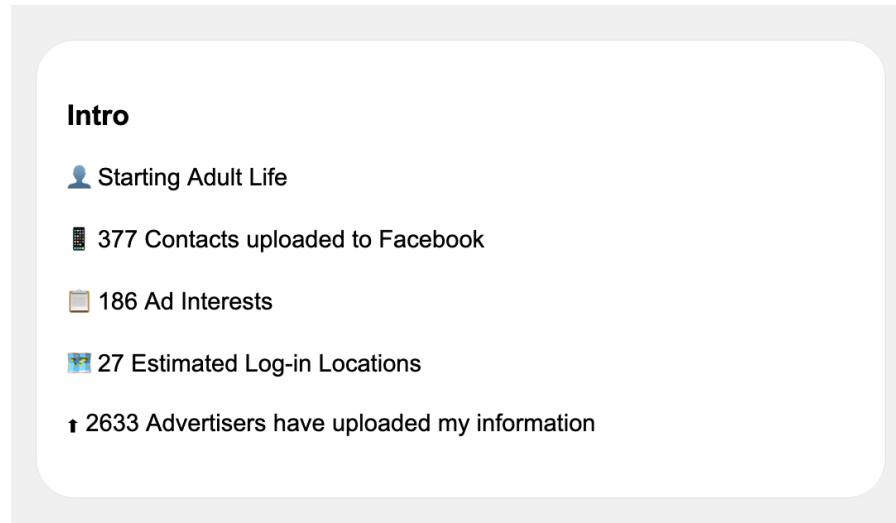 Intro
👤 Starting Adult Life
📱 377 Contacts uploaded to Facebook
📋 186 Ad Interests
🗺️ 27 Estimated Log-in Locations
⬆ 2633 Advertisers have uploaded my information